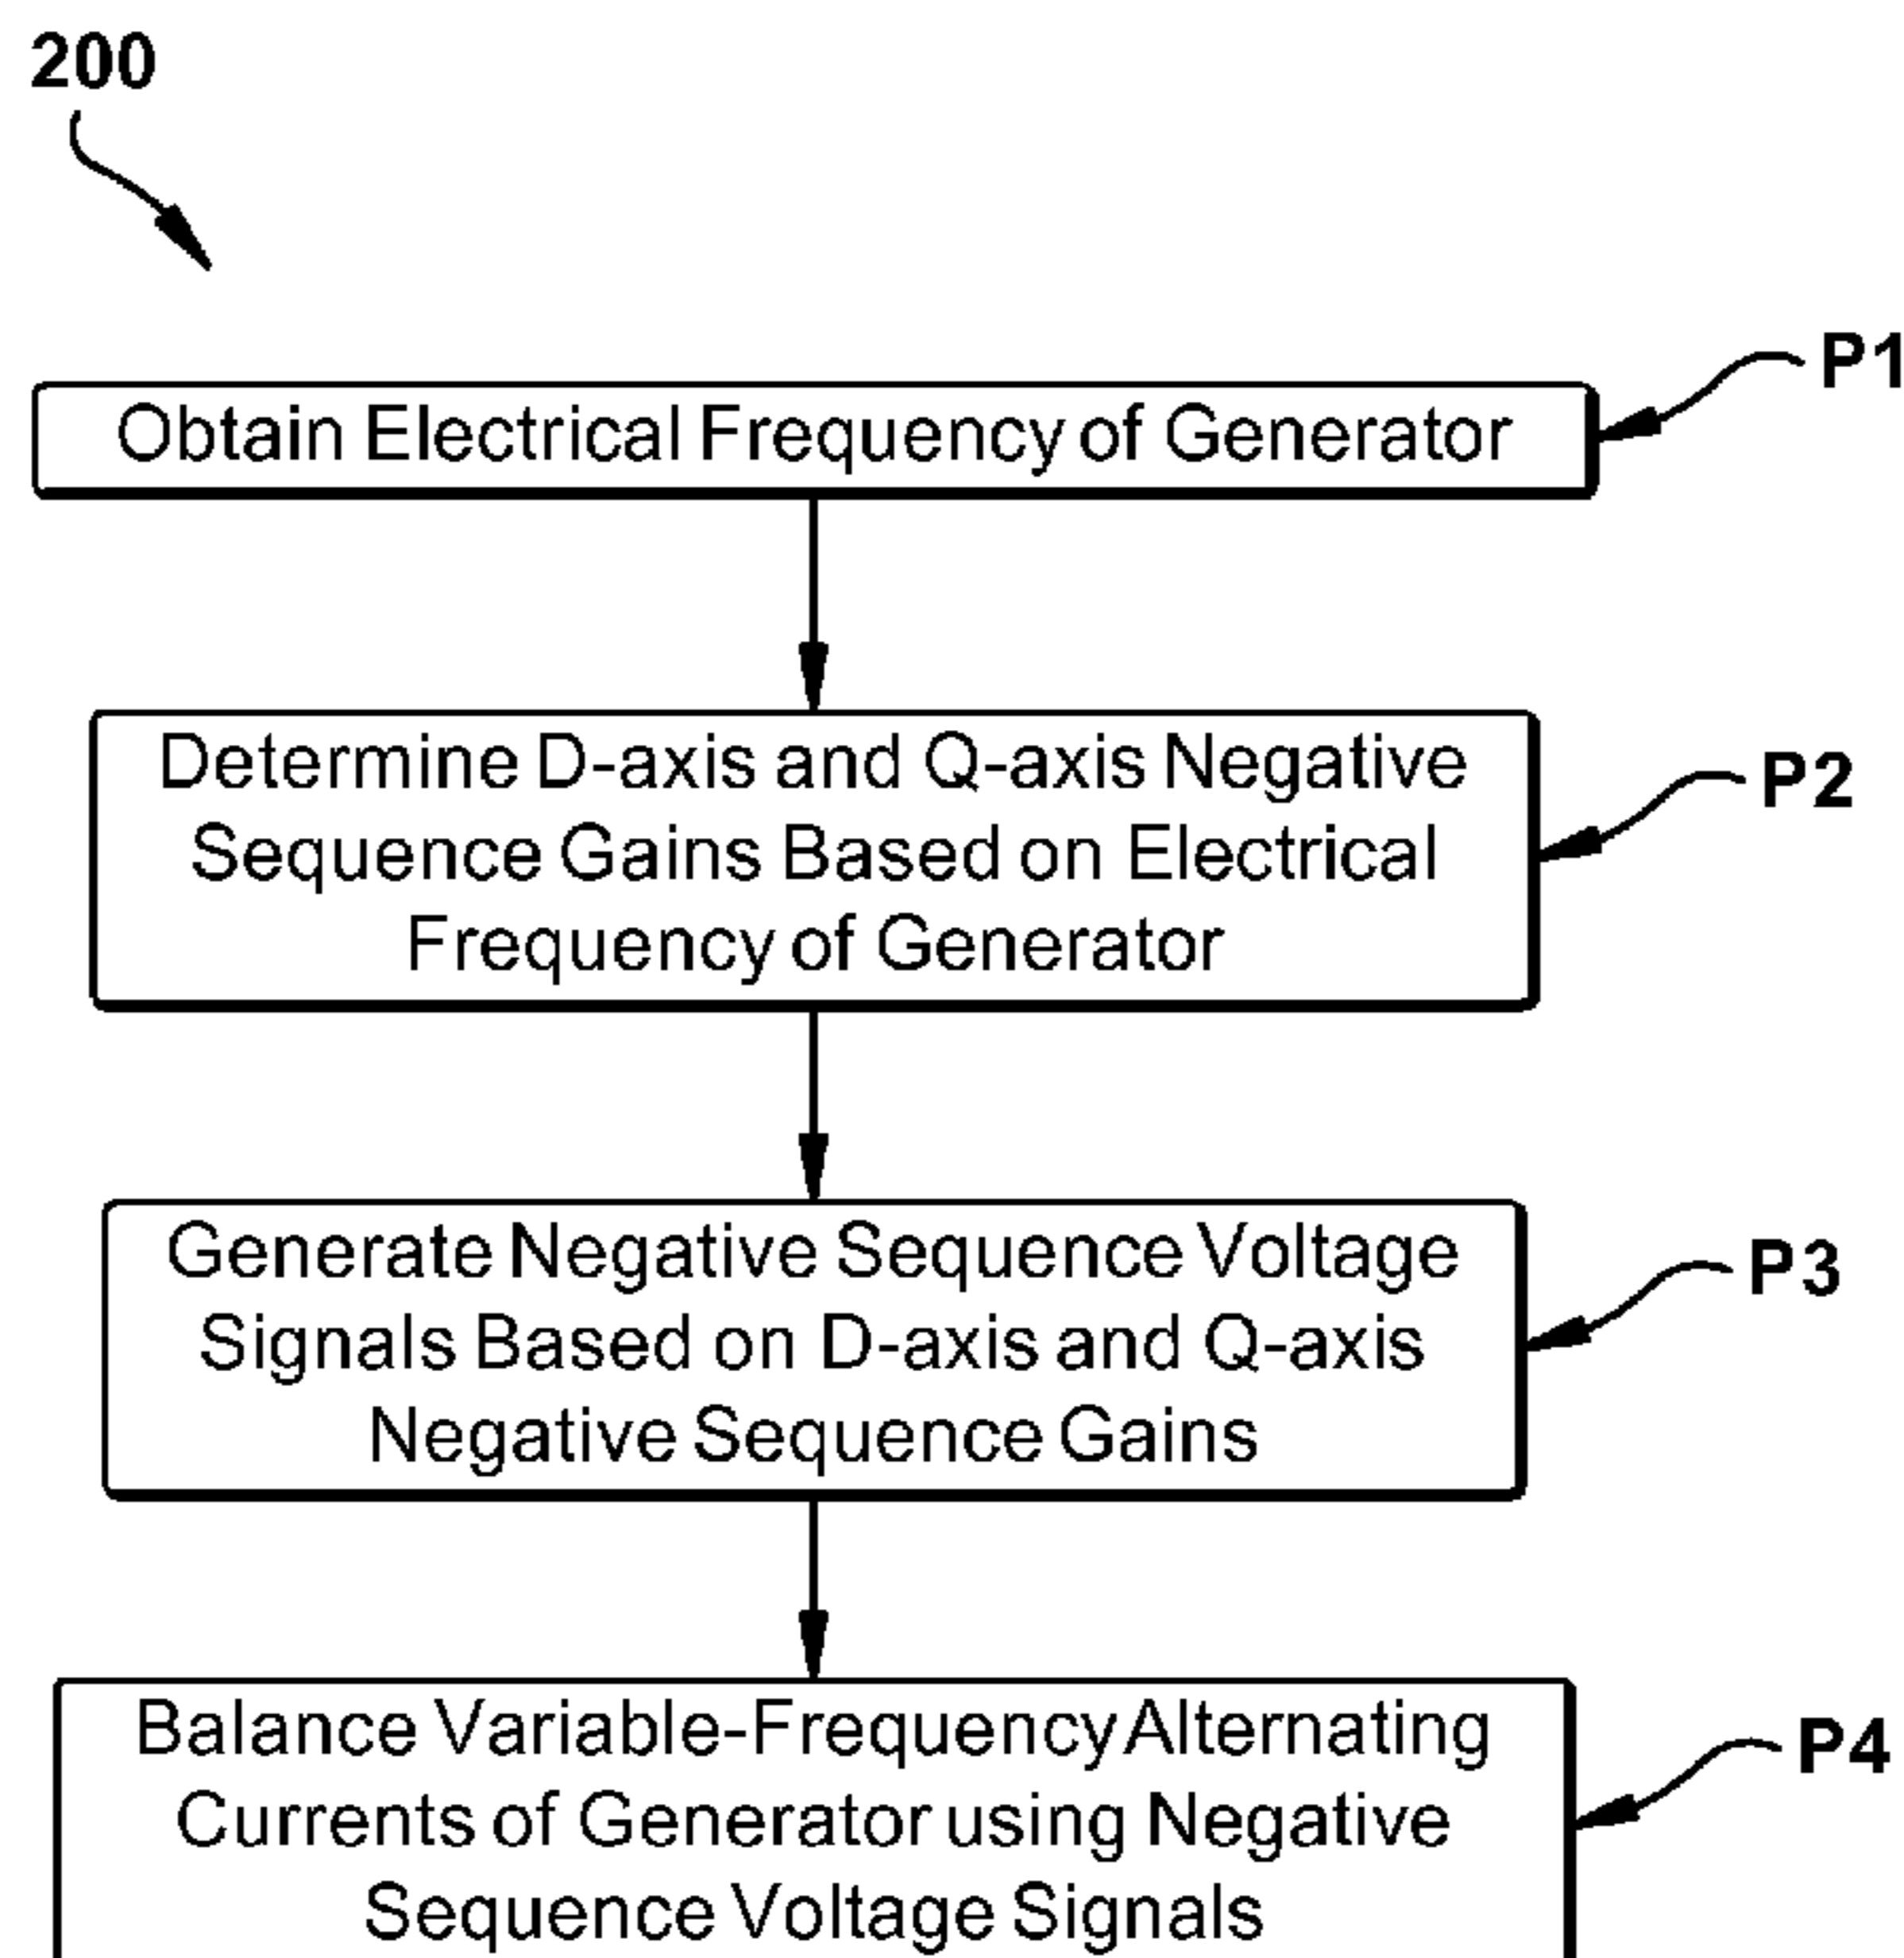 200
P1
Obtain Electrical Frequency of Generator
Determine D-axis and Q-axis Negative
P2
Sequence Gains Based on Electrical
Frequency of Generator
Generate Negative Sequence Voltage
P3
Signals Based on D-axis and Q-axis
Negative Sequence Gains
Balance Variable-Frequency Alternating
P4
Currents of Generator using Negative
Sequence Voltage Signals